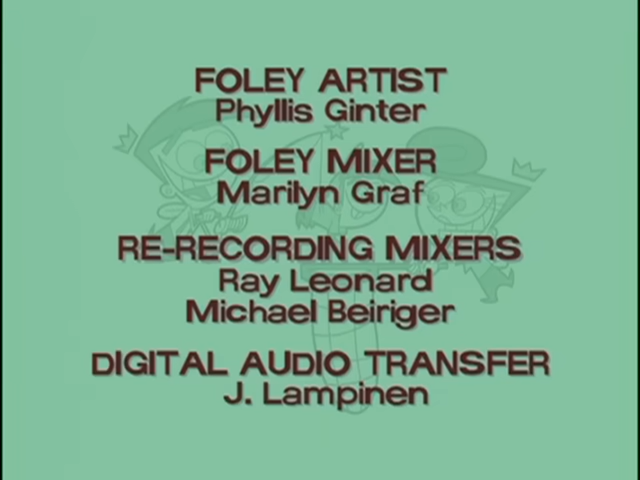 FOLEY ARTIST
Phyllis Ginter
FOLEY MIXER
Marilyn Graf
RE-RECORDING MIXERS
Ray Leonard
Michael Beiriger
DIGITAL AUDIO TRANSFER
J. Lampinen